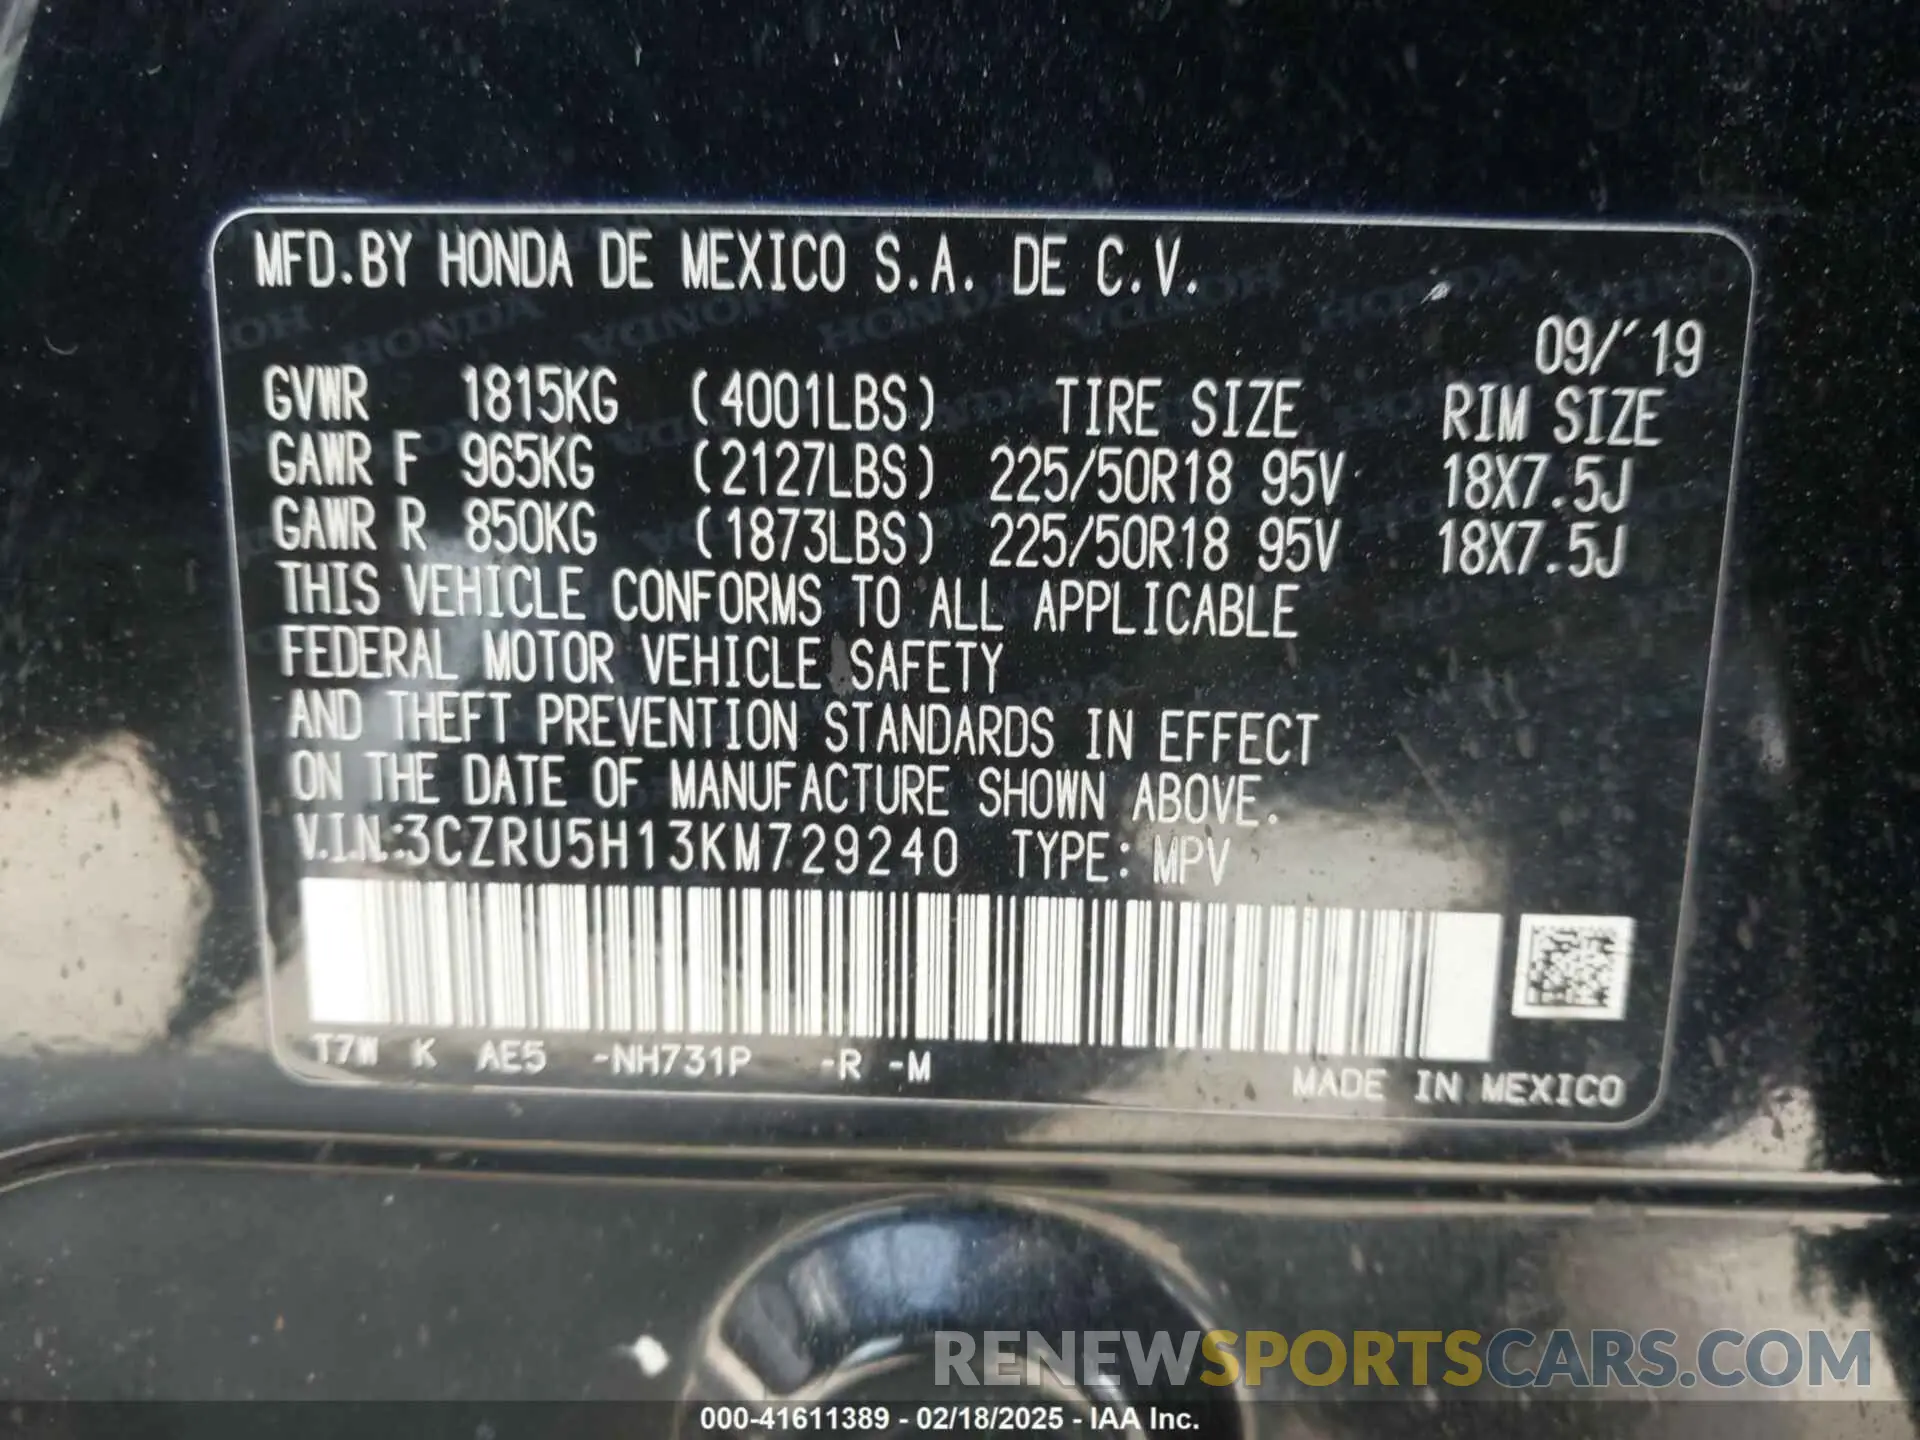 MFD.BY HONDA DE MEXICO S.A. DE C.V.
09/'19
GVWR 1815KG (4001LBS) TIRE SIZE RIM SIZE
GAWR F 965KG (2127LBS) 225/50R18 95V 18X7.5J
GAWR R 850KG (1873LBS) 225/50R18 95V 18X7.5J
THIS VEHICLE CONFORMS TO ALL APPLICABLE
FEDERAL MOTOR VEHICLE SAFETY
AND THEFT PREVENTION STANDARDS IN EFFECT
ON THE DATE OF MANUFACTURE SHOWN ABOVE.
V.I.N.:3CZRU5H13KM729240 TYPE: MPV
T7W K AE5 -NH731P -R -M
MADE IN MEXICO
RENEWSPORTSCARS.COM
000-41611389 - 02/18/2025 - IAA Inc.